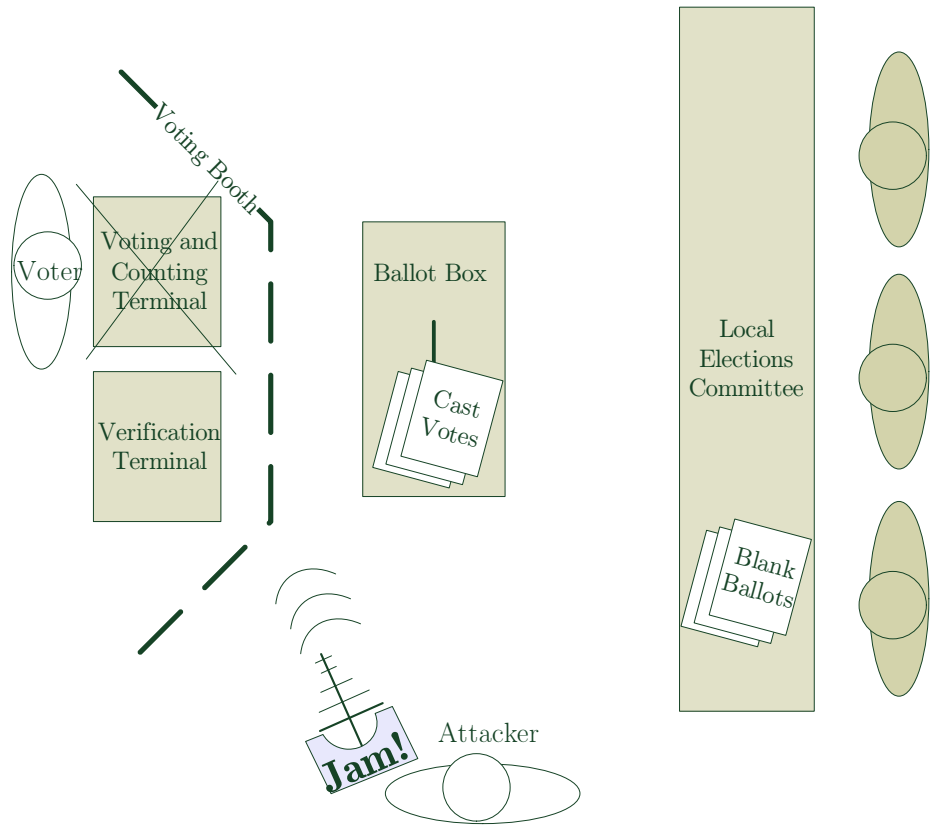 Voting Booth
Voter
Voting and
Counting
Terminal
Verification
Terminal
Ballot Box
Cast
Votes
Local
Elections
Committee
Blank
Ballots
Jam!
Attacker